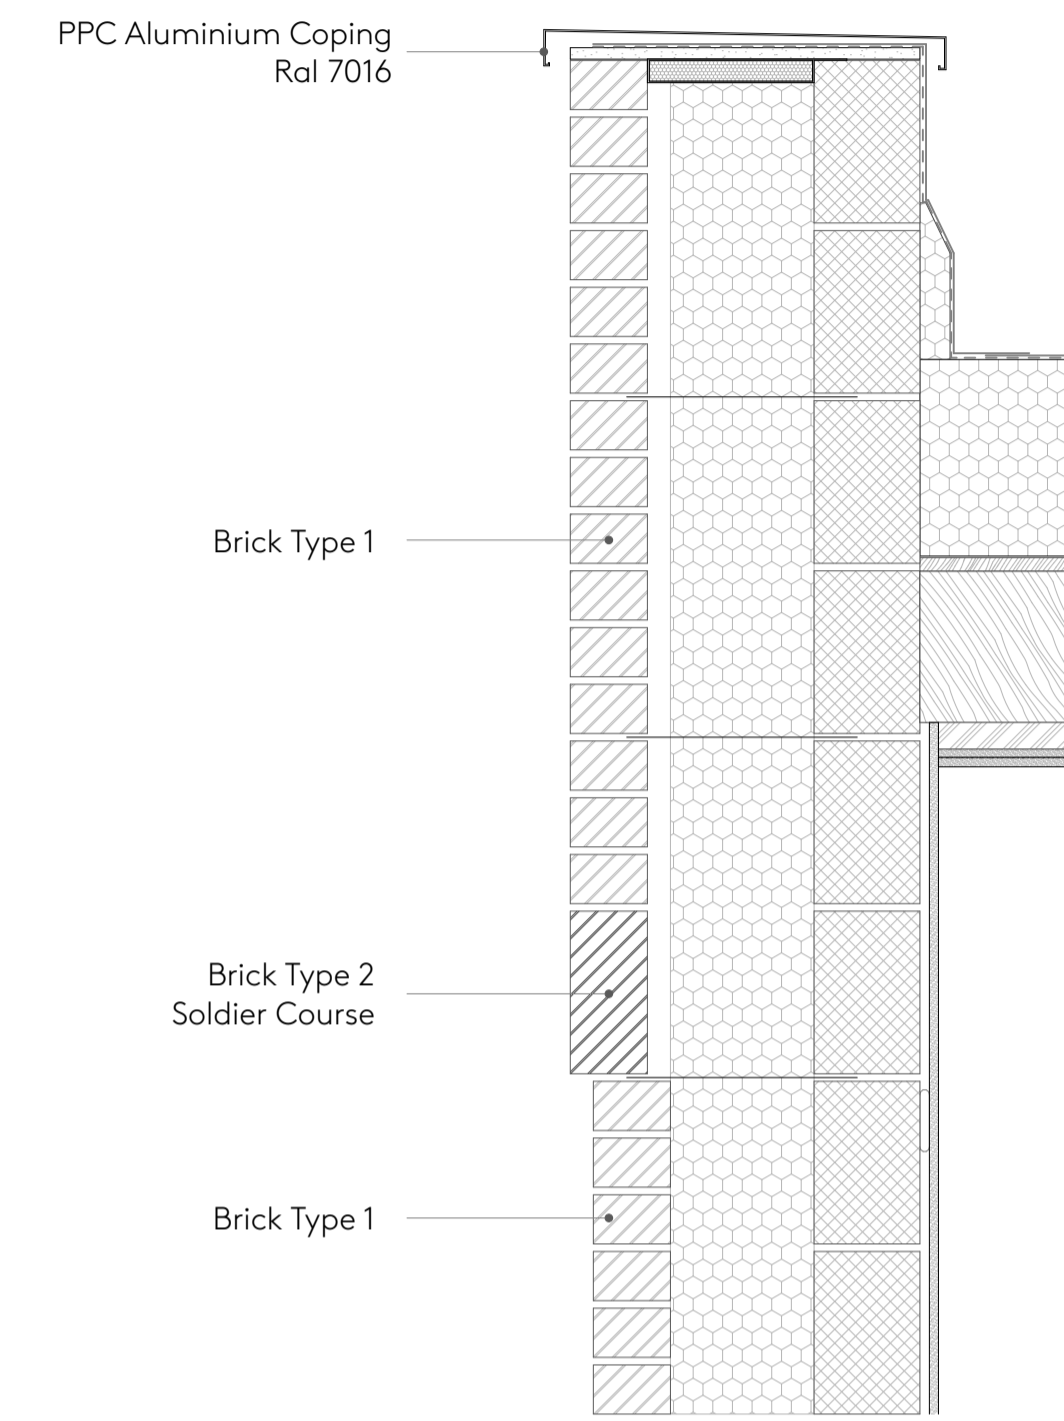 PPC Aluminium Coping
Ral 7016
Brick Type 1
Brick Type 2
Soldier Course
Brick Type 1